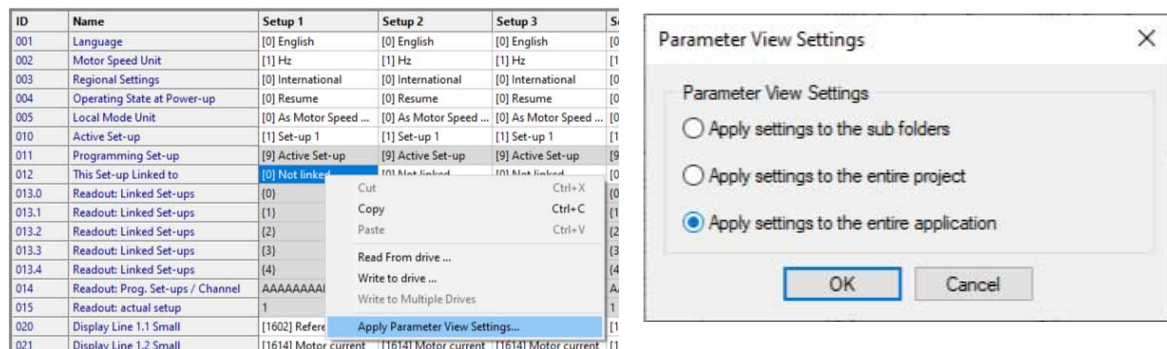 ID Name Setup 1 Setup 2 Setup 3
001 Language [0] English [0] English [0] English
002 Motor Speed Unit [1] Hz [1] Hz [1] Hz
003 Regional Settings [0] International [0] International [0] International
004 Operating State at Power-up [0] Resume [0] Resume [0] Resume
005 Local Mode Unit [0] As Motor Speed ... [0] As Motor Speed ... [0] As Motor Speed ...
010 Active Set-up [1] Set-up 1 [1] Set-up 1 [1] Set-up 1
011 Programming Set-up [9] Active Set-up [9] Active Set-up [9] Active Set-up
012 This Set-up Linked to [0] Not linked [0] Not linked [0] Not linked
013.0 Readout: Linked Set-ups {0}
013.1 Readout: Linked Set-ups {1}
013.2 Readout: Linked Set-ups {2}
013.3 Readout: Linked Set-ups {3}
013.4 Readout: Linked Set-ups {4}
014 Readout: Prog. Set-ups / Channel
015 Readout: actual setup 1
020 Display Line 1.1 Small [1602]
021 Display Line 1.2 Small [1614] Motor current [1614] Motor current [1614] Motor current
Cut Ctrl+X
Copy Ctrl+C
Paste Ctrl+V
Read From drive ...
Write to drive ...
Write to Multiple Drives
Apply Parameter View Settings...
Parameter View Settings
Parameter View Settings
Apply settings to the sub folders
Apply settings to the entire project
Apply settings to the entire application
OK Cancel